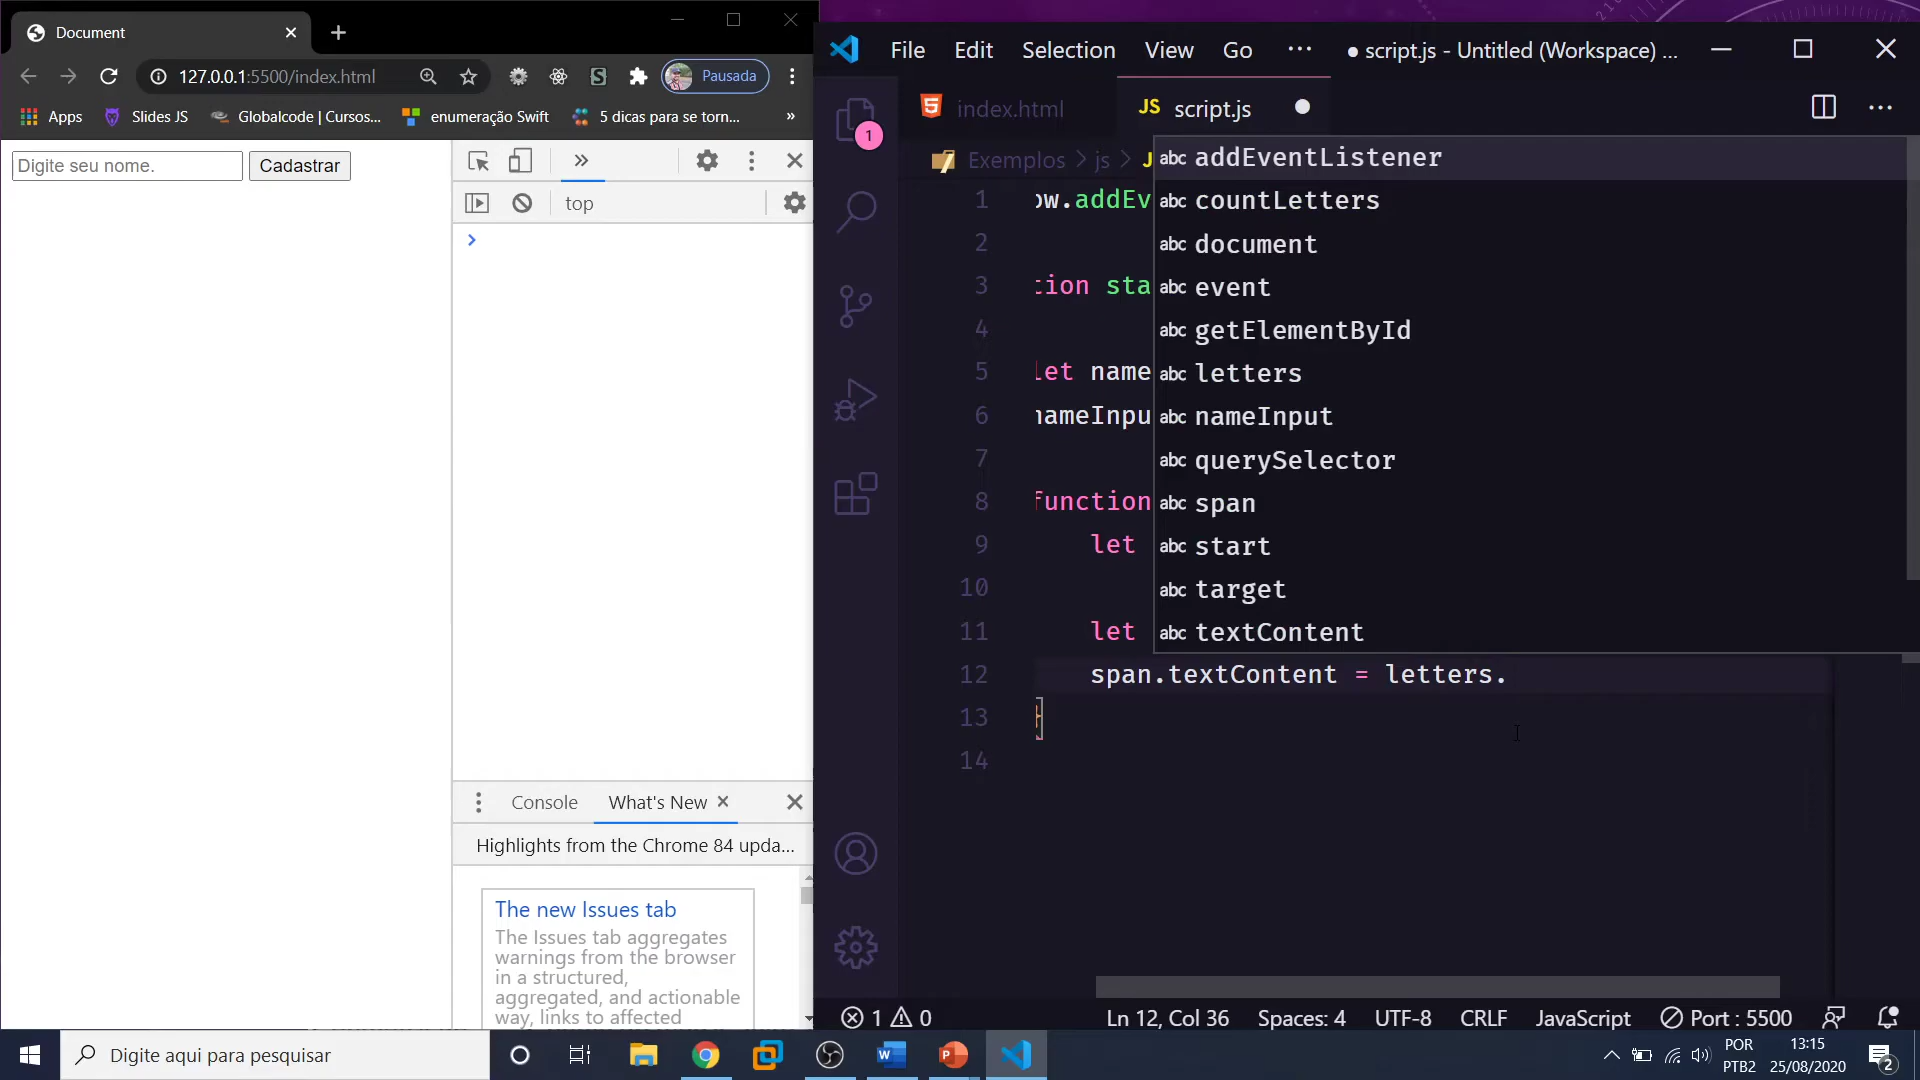 Document
127.0.0.1:5500/index.html
Pausada
Apps
Slides JS
Globalcode | Cursos...
enumeração Swift
5 dicas para se torn...
»
Digite seu nome.
Cadastrar
top
Console
What's New
Highlights from the Chrome 84 upda...
The new Issues tab
The Issues tab aggregates
warnings from the browser
in a structured,
aggregated, and actionable
way, links to affected
File Edit Selection View Go ···
● script.js - Untitled (Workspace) ...
1
index.html
JS script.js
Exemplos > js >
1 ow.addEv
2
3 tion sta
4
5 let name
6 nameInpu
7
8 function
9 let
10
11 let
12 span.textContent = letters.
13 }
14
abc addEventListener
abc countLetters
abc document
abc event
abc getElementById
abc letters
abc nameInput
abc querySelector
abc span
abc start
abc target
abc textContent
1 0
Ln 12, Col 36
Spaces: 4
UTF-8
CRLF
JavaScript
Port : 5500
Digite aqui para pesquisar
POR
PTB2
13:15
25/08/2020
2